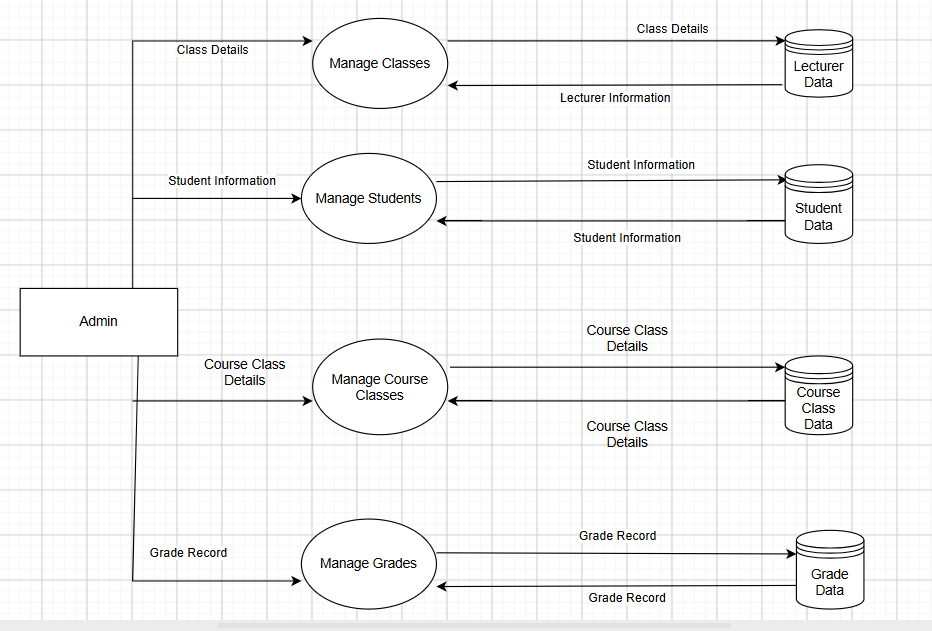 Class Details
Class Details
Manage Classes
Lecturer
Data
Lecturer Information
Student Information
Student Information
Manage Students
Student
Data
Student Information
Admin
Course Class
Details
Course Class
Details
Manage Course
Classes
Course
Class
Data
Course Class
Details
Grade Record
Grade Record
Manage Grades
Grade
Data
Grade Record